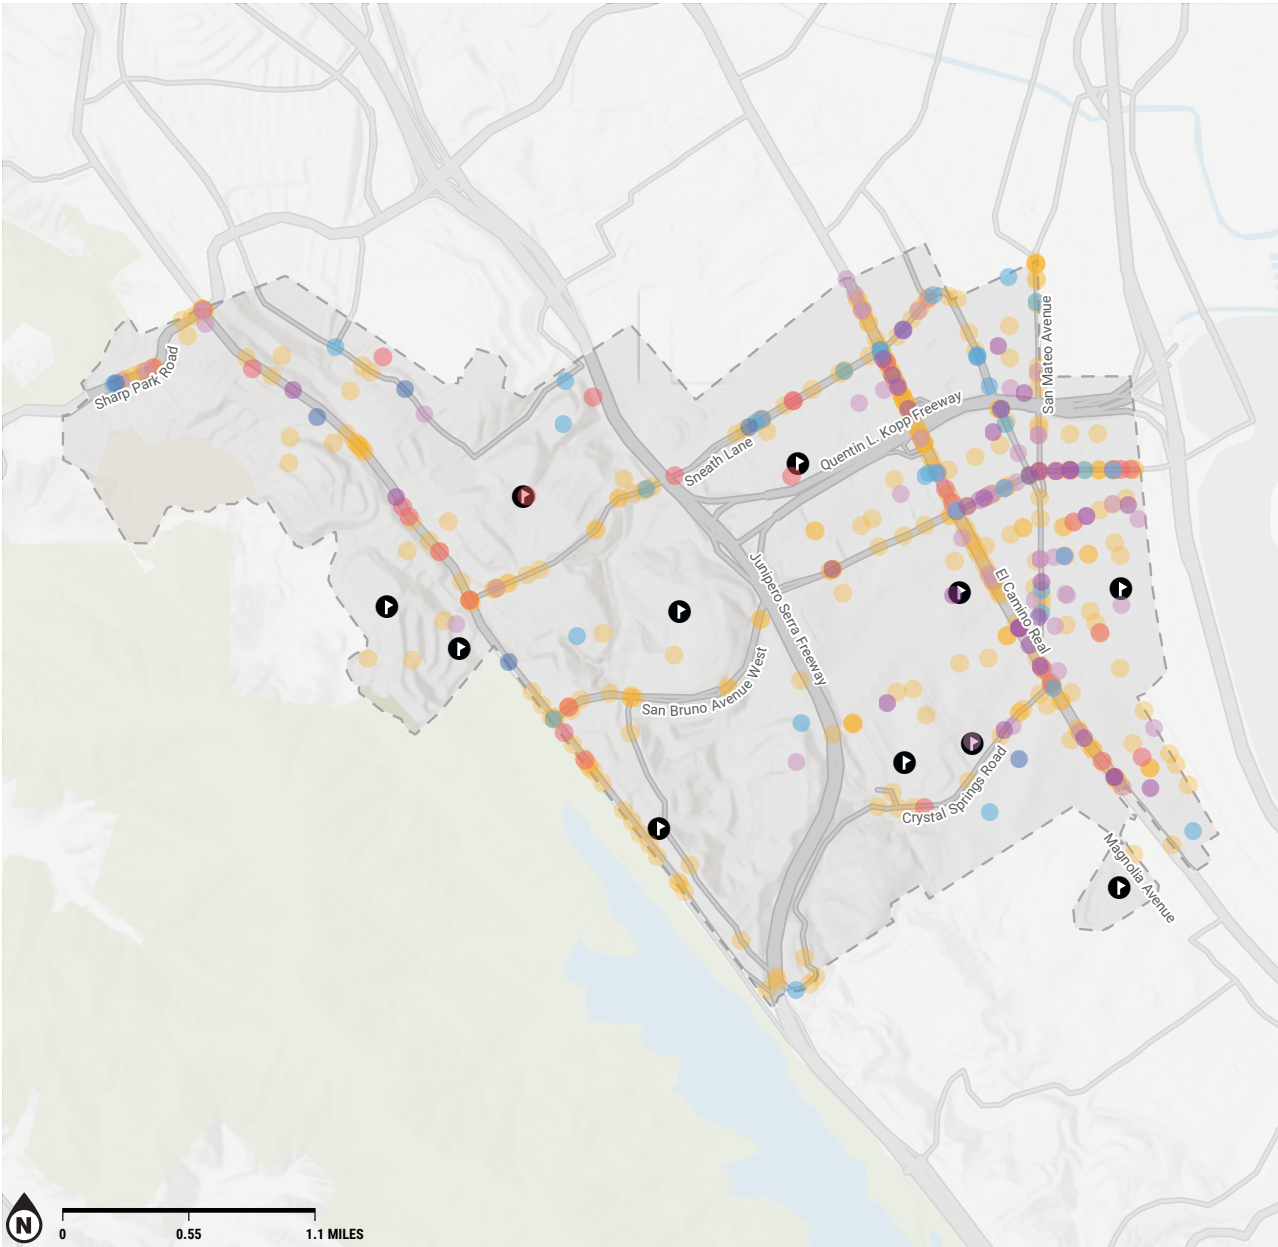 San Mateo Avenue
Sharp Park Road
Quentin L. Kopp Freeway
Sneath Lane
Junipero Serra Freeway
El Camino Real
San Bruno Avenue West
Crystal Springs Road
Magnolia Avenue
N
0 0.55 1.1 MILES